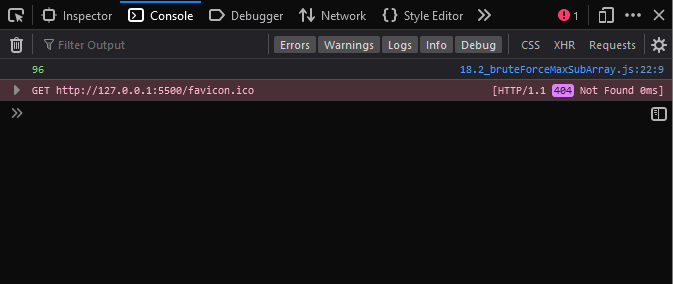 Inspector Console Debugger Network Style Editor 1
Filter Output Errors Warnings Logs Info Debug CSS XHR Requests
96 18.2_bruteForceMaxSubArray.js:22:9
GET http://127.0.0.1:5500/favicon.ico [HTTP/1.1 404 Not Found 0ms]